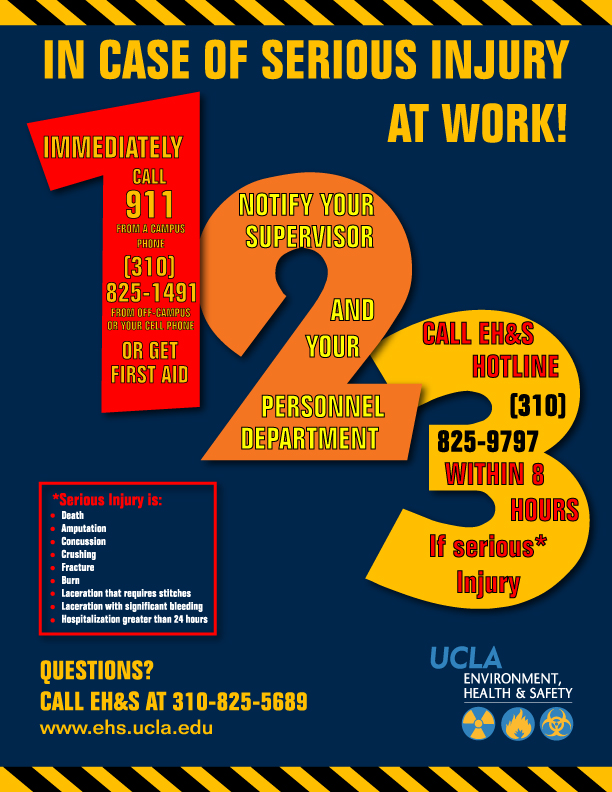 IN CASE OF SERIOUS INJURY
AT WORK!
IMMEDIATELY
CALL
911
FROM A CAMPUS
PHONE
(310)
825-1491
FROM OFF-CAMPUS
OR YOUR CELL PHONE
OR GET
FIRST AID
NOTIFY YOUR
SUPERVISOR
AND
YOUR
PERSONNEL
DEPARTMENT
CALL EH&S
HOTLINE
(310)
825-9797
WITHIN 8
HOURS
If serious*
Injury
*Serious Injury is:
• Death
• Amputation
• Concussion
• Crushing
• Fracture
• Burn
• Laceration that requires stitches
• Laceration with significant bleeding
• Hospitalization greater than 24 hours
QUESTIONS?
CALL EH&S AT 310-825-5689
www.ehs.ucla.edu
UCLA
ENVIRONMENT,
HEALTH & SAFETY
1
2
3